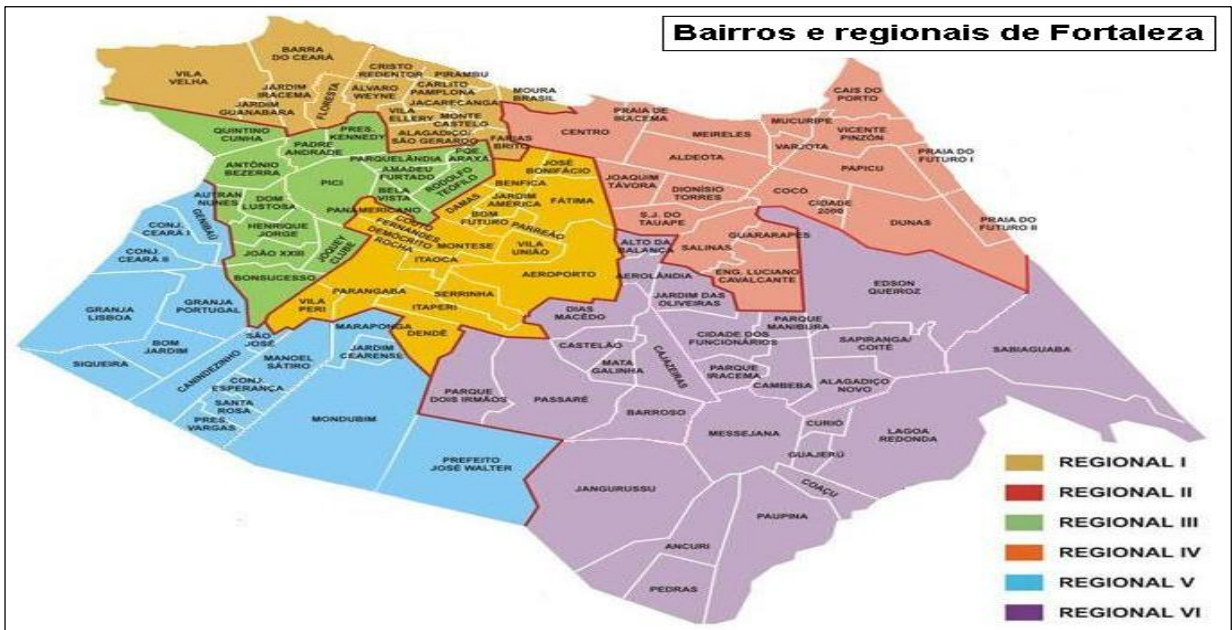 Bairros e regionais de Fortaleza
VILA
VELHA
BARRA
DO CEARÁ
CRISTO
REDENTOR
PIRAMBU
JARDIM
IRACEMA
JARDIM
GUANABARA
FLORESTA
ÁLVARO
WEYNE
CARLITO
PAMPLONA
JACARECANGA
VILA
ELLERY
MONTE
CASTELO
ALAGADIÇO/
SÃO GERARDO
FARIAS
BRITO
MOURA
BRASIL
CENTRO
PRAIA DE
IRACEMA
MEIRELES
MUCURIPE
CAIS DO
PORTO
VICENTE
PINZÓN
VARJOTA
PRAIA DO
FUTURO I
ALDEOTA
PAPICU
JOAQUIM
TÁVORA
DIONÍSIO
TORRES
COCÓ
CIDADE
2000
DUNAS
PRAIA DO
FUTURO II
S.J. DO
TAUAPE
GUARARAPES
SALINAS
ENG. LUCIANO
CAVALCANTE
QUINTINO
CUNHA
PADRE
ANDRADE
PRES.
KENNEDY
PARQUELÂNDIA
PQE
ARAXÁ
ANTÔNIO
BEZERRA
AMADEU
FURTADO
RODOLFO
TEÓFILO
PICI
BELA
VISTA
AUTRAN
NUNES
DOM
LUSTOSA
PANAMERICANO
HENRIQUE
JORGE
JOÃO XXIII
JOQUEY
CLUBE
BONSUCESSO
JOSÉ
BONIFÁCIO
BENFICA
FÁTIMA
DAMAS
JARDIM
AMÉRICA
BOM
FUTURO
PARREÃO
COUTO
FERNANDES
DEMÓCRITO
ROCHA
MONTESE
VILA
UNIÃO
ITAOCA
AEROPORTO
PARANGABA
SERRINHA
VILA
PERI
ITAPERI
DENDÊ
GENIBAÚ
CONJ.
CEARÁ I
CONJ.
CEARÁ II
GRANJA
LISBOA
GRANJA
PORTUGAL
BOM
JARDIM
SIQUEIRA
CANINDEZINHO
SÃO
JOSÉ
MARAPONGA
JARDIM
CEARENSE
MANOEL
SÁTIRO
CONJ.
ESPERANÇA
SANTA
ROSA
PRES.
VARGAS
MONDUBIM
PREFEITO
JOSÉ WALTER
ALTO DA
BALANÇA
AEROLÂNDIA
JARDIM DAS
OLIVEIRAS
EDSON
QUEIROZ
DIAS
MACÊDO
CASTELÃO
MATA
GALINHA
CAJAZEIRAS
CIDADE DOS
FUNCIONÁRIOS
PARQUE
MANIBURA
SAPIRANGA/
COITÉ
SABIAGUABA
PARQUE
IRACEMA
CAMBEBA
ALAGADIÇO
NOVO
PARQUE
DOIS IRMÃOS
PASSARÉ
BARROSO
MESSEJANA
CURIÓ
LAGOA
REDONDA
GUAJERÚ
COAÇU
JANGURUSSU
PAUPINA
ANCURI
PEDRAS
REGIONAL I
REGIONAL II
REGIONAL III
REGIONAL IV
REGIONAL V
REGIONAL VI